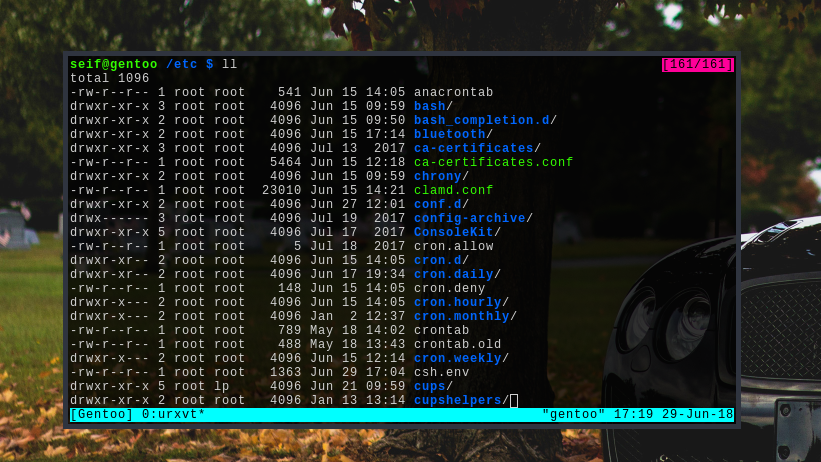 seif@gentoo /etc $ ll [161/161]
total 1096
-rw-r--r-- 1 root root    541 Jun 15 14:05 anacrontab
drwxr-xr-x 3 root root   4096 Jun 15 09:59 bash/
drwxr-xr-x 2 root root   4096 Jun 15 09:50 bash_completion.d/
drwxr-xr-x 2 root root   4096 Jun 15 17:14 bluetooth/
drwxr-xr-x 3 root root   4096 Jul 13  2017 ca-certificates/
-rw-r--r-- 1 root root   5464 Jun 15 12:18 ca-certificates.conf
drwxr-xr-x 2 root root   4096 Jun 15 09:59 chrony/
-rw-r--r-- 1 root root  23010 Jun 15 14:21 clamd.conf
drwxr-xr-x 2 root root   4096 Jun 27 12:01 conf.d/
drwx------ 3 root root   4096 Jul 19  2017 config-archive/
drwxr-xr-x 5 root root   4096 Jul 17  2017 ConsoleKit/
-rw-r--r-- 1 root root      5 Jul 18  2017 cron.allow
drwxr-xr-- 2 root root   4096 Jun 15 14:05 cron.d/
drwxr-xr-- 2 root root   4096 Jun 17 19:34 cron.daily/
-rw-r--r-- 1 root root    148 Jun 15 14:05 cron.deny
drwxr-x--- 2 root root   4096 Jun 15 14:05 cron.hourly/
drwxr-x--- 2 root root   4096 Jan  2 12:37 cron.monthly/
-rw-r--r-- 1 root root    789 May 18 14:02 crontab
-rw-r--r-- 1 root root    488 May 18 13:43 crontab.old
drwxr-x--- 2 root root   4096 Jun 15 12:14 cron.weekly/
-rw-r--r-- 1 root root   1363 Jun 29 17:04 csh.env
drwxr-xr-x 5 root lp     4096 Jun 21 09:59 cups/
drwxr-xr-x 2 root root   4096 Jan 13 13:14 cupshelpers/
[Gentoo] 0:urxvt* "gentoo" 17:19 29-Jun-18